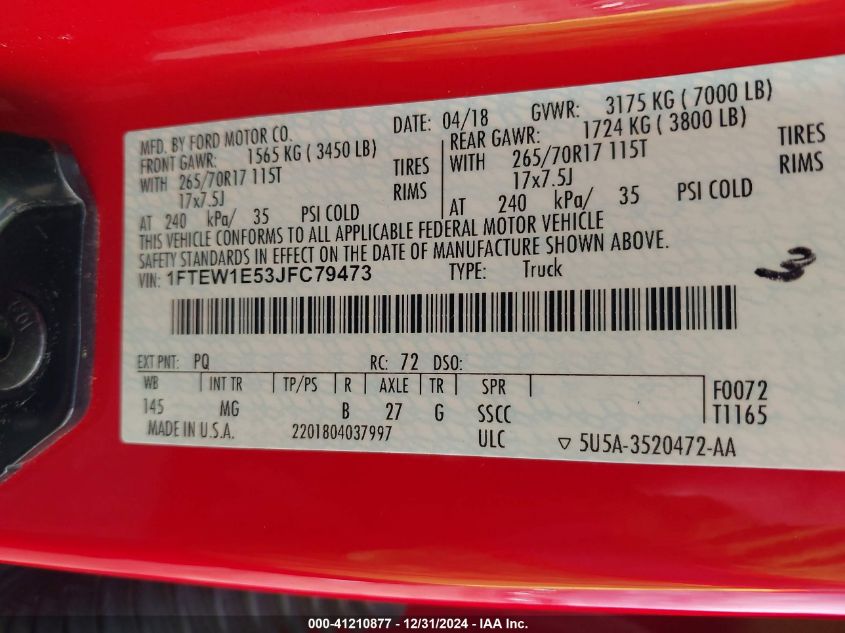 MFD. BY FORD MOTOR CO. DATE: 04/18 GVWR: 3175 KG ( 7000 LB)
FRONT GAWR: 1565 KG ( 3450 LB) REAR GAWR: 1724 KG ( 3800 LB)
WITH 265/70R17 115T TIRES WITH 265/70R17 115T TIRES
17x7.5J RIMS 17x7.5J RIMS
AT 240 kPa/ 35 PSI COLD AT 240 kPa/ 35 PSI COLD
THIS VEHICLE CONFORMS TO ALL APPLICABLE FEDERAL MOTOR VEHICLE
SAFETY STANDARDS IN EFFECT ON THE DATE OF MANUFACTURE SHOWN ABOVE.
VIN: 1FTEW1E53JFC79473 TYPE: Truck
3
EXT PNT: PQ RC: 72 DSO:
WB INT TR TP/PS R AXLE TR SPR F0072
145 MG B 27 G SSCC T1165
MADE IN U.S.A. 2201804037997 ULC ▽ 5U5A-3520472-AA
000-41210877 - 12/31/2024 - IAA Inc.